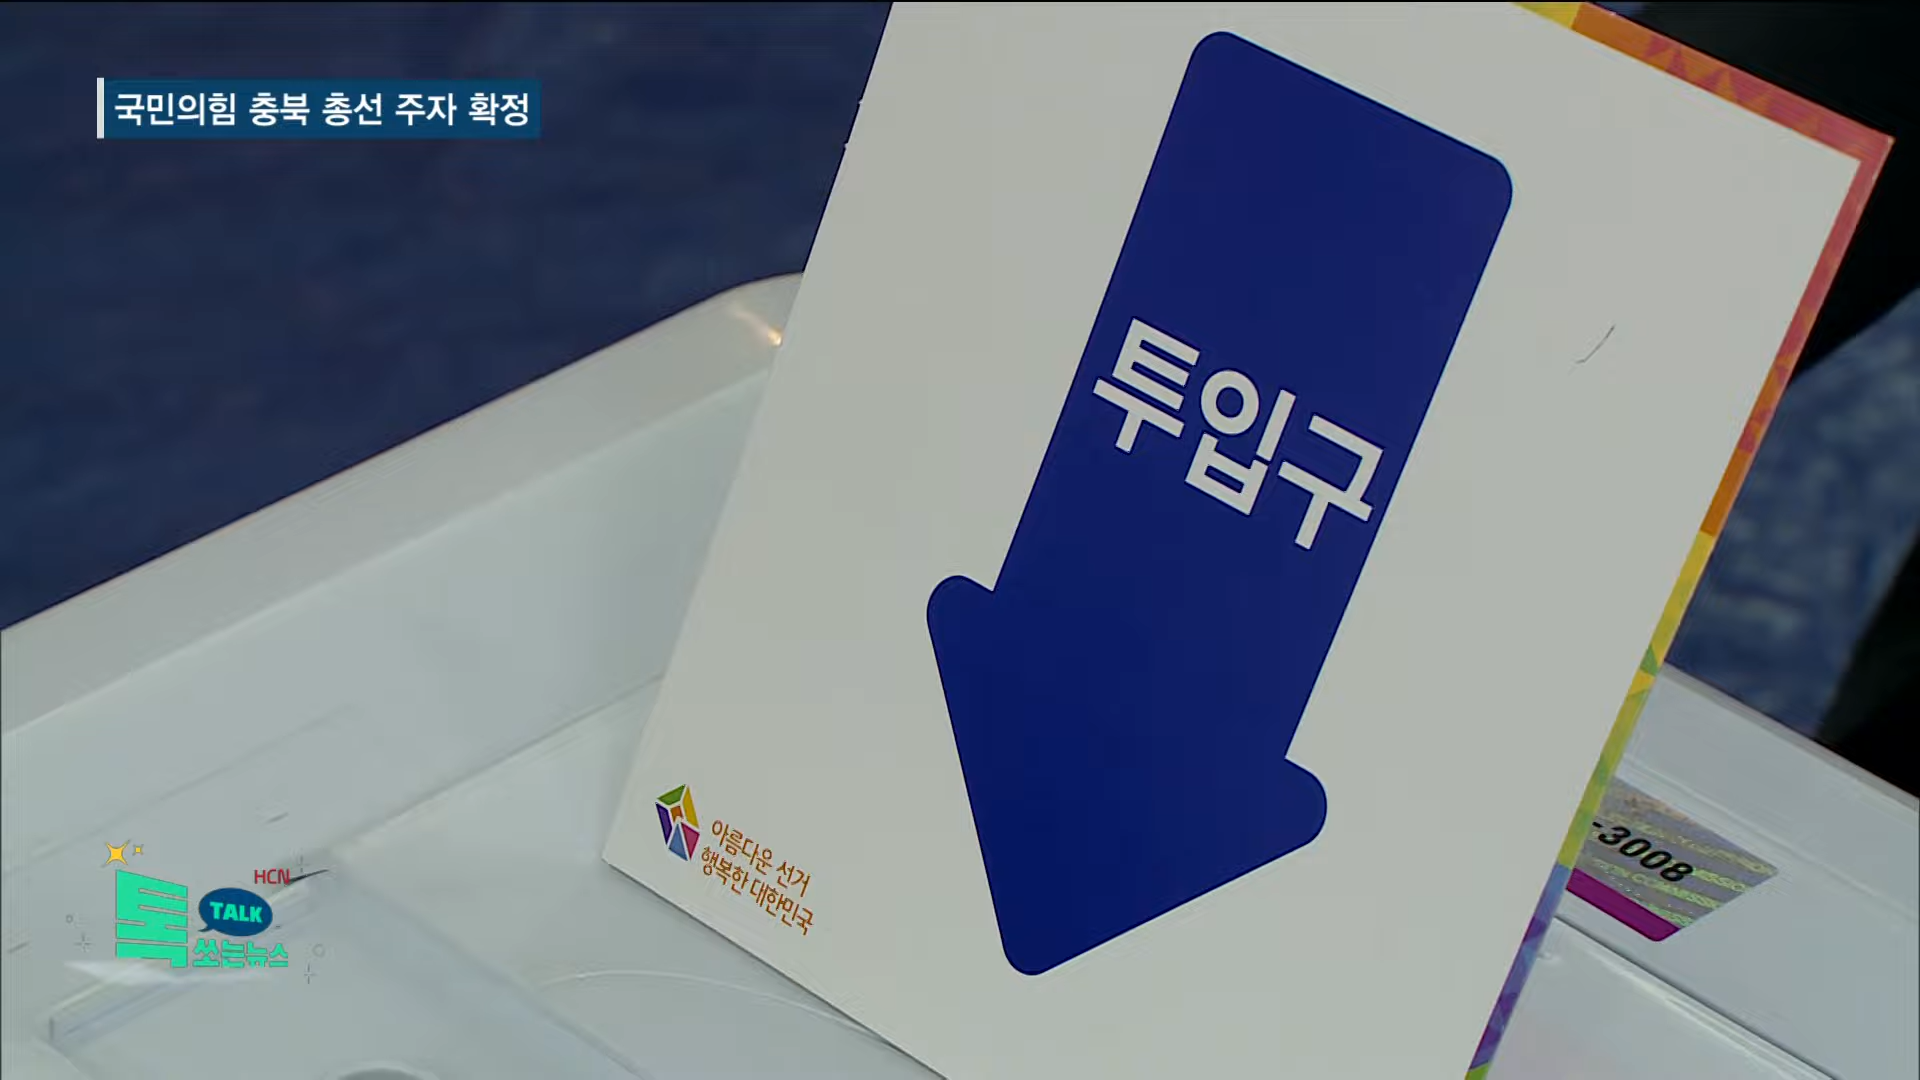 국민의힘 충북 총선 주자 확정
투입구
아름다운 선거
행복한 대한민국
-3008
HCN
톡
TALK
쏘는뉴스